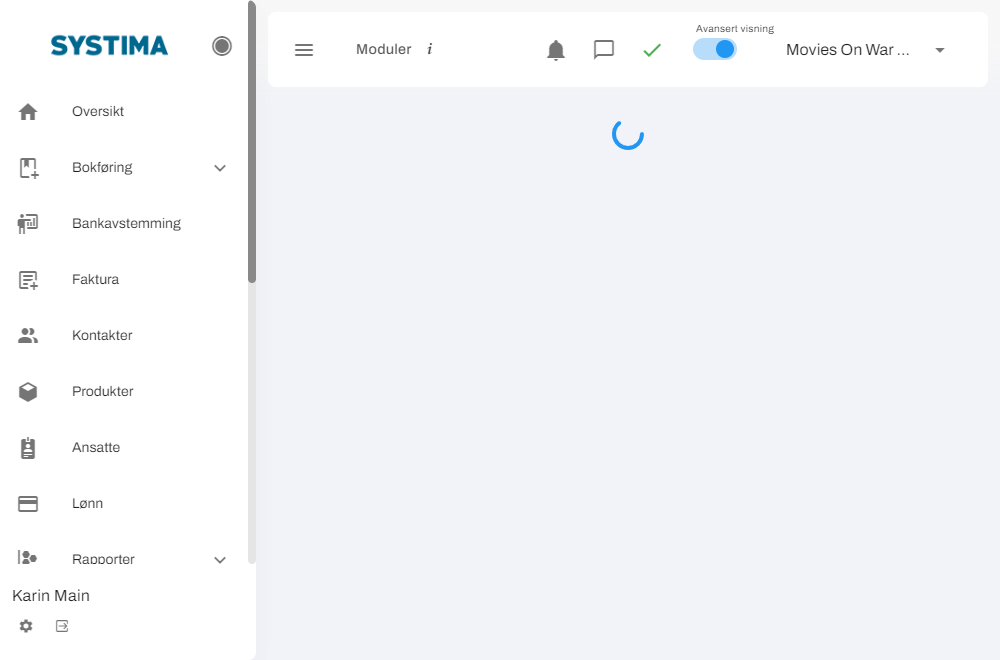 SYSTIMA
Oversikt
Bokføring
Bankavstemming
Faktura
Kontakter
Produkter
Ansatte
Lønn
Rapporter
Karin Main
Moduler i
Avansert visning
Movies On War ...